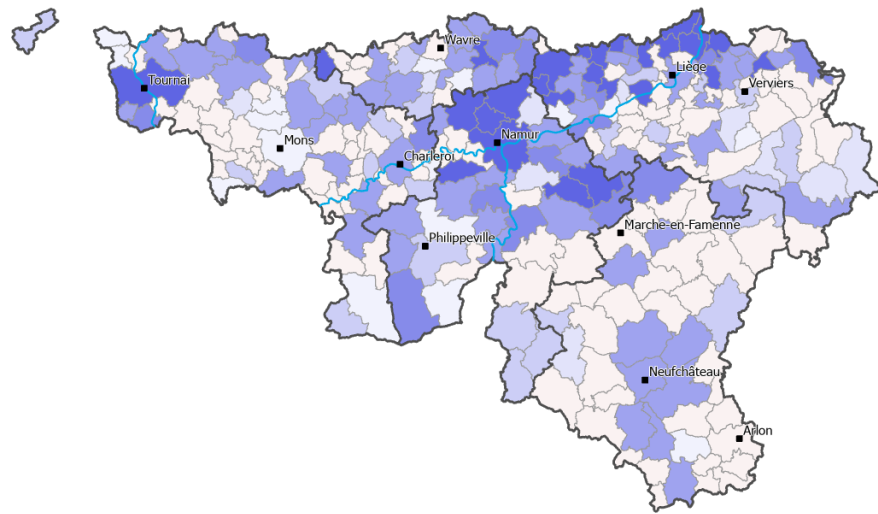 Wavre
Liège
Tournai
Verviers
Namur
Mons
Charleroi
Marche-en-Famenne
Philippeville
Neufchâteau
Arlon